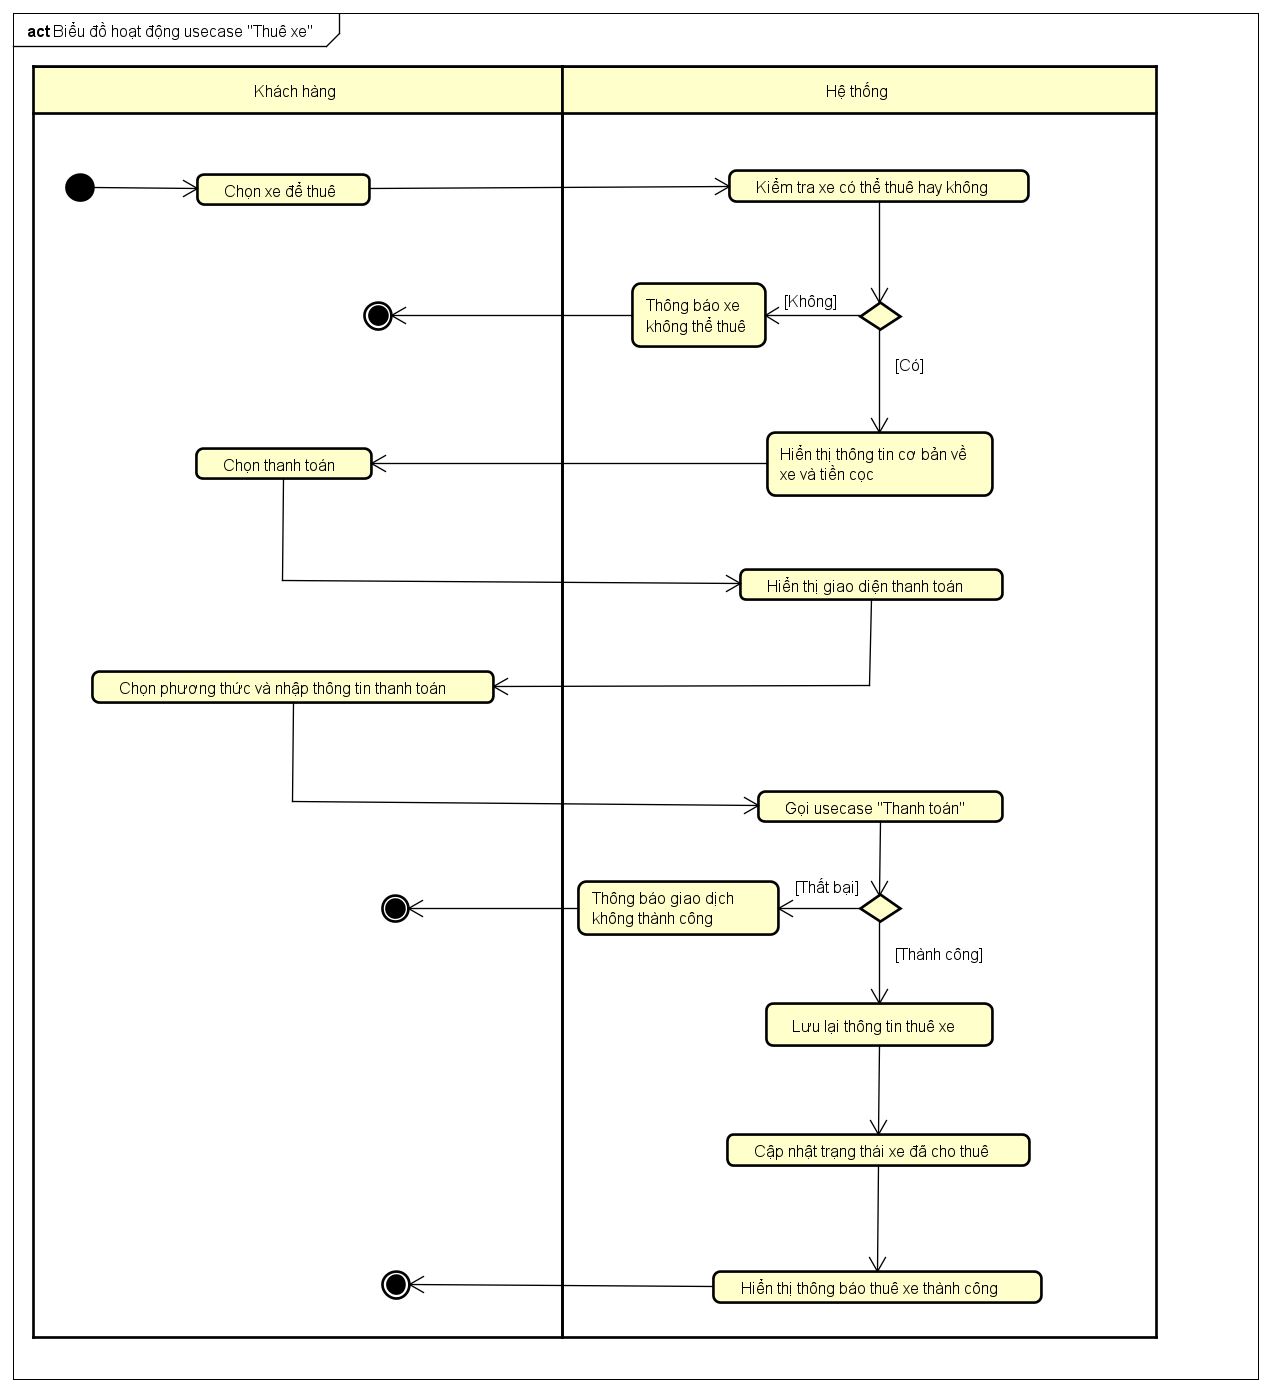 act Biểu đồ hoạt động usecase "Thuê xe"
Khách hàng
Hệ thống
Chọn xe để thuê
Kiểm tra xe có thể thuê hay không
Thông báo xe
không thể thuê
[Không]
[Có]
Chọn thanh toán
Hiển thị thông tin cơ bản về
xe và tiền cọc
Hiển thị giao diện thanh toán
Chọn phương thức và nhập thông tin thanh toán
Gọi usecase "Thanh toán"
Thông báo giao dịch
không thành công
[Thất bại]
[Thành công]
Lưu lại thông tin thuê xe
Cập nhật trạng thái xe đã cho thuê
Hiển thị thông báo thuê xe thành công